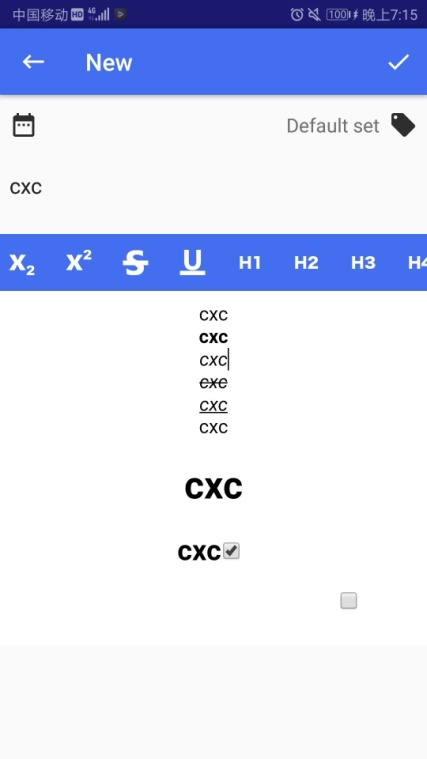 中国移动 HD 4G 100 晚上7:15
New
Default set
cxc
X₂ X² S U H1 H2 H3 H4
cxc
cxc
cxc
cxc
cxc
cxc
cxc
cxc